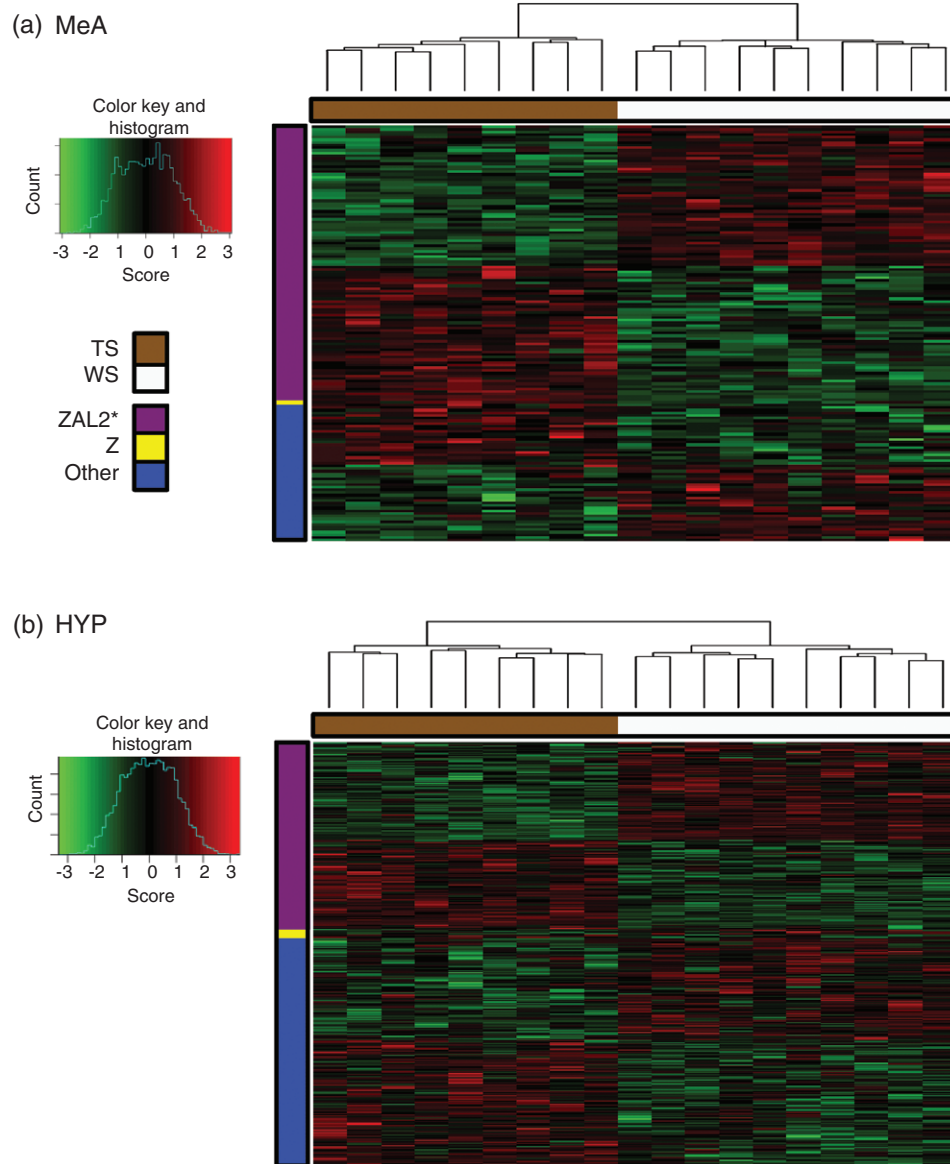 (a) MeA
Color key and
histogram
Count
-3 -2 -1 0 1 2 3
Score
TS
WS
ZAL2*
Z
Other
(b) HYP
Color key and
histogram
Count
-3 -2 -1 0 1 2 3
Score